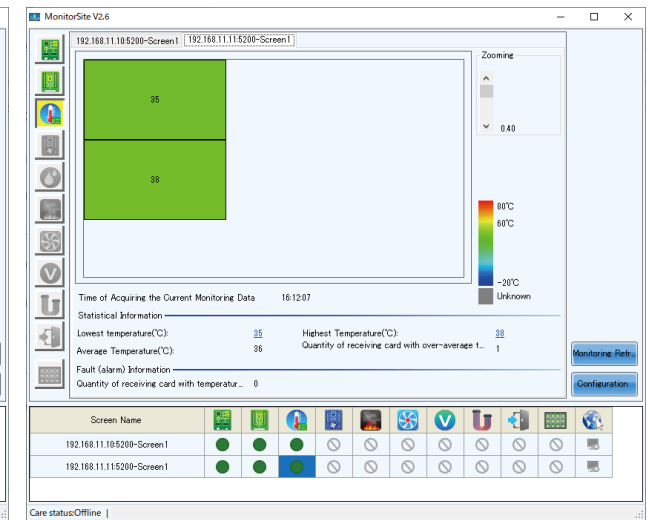 MonitorSite V2.6
192.168.11.10:5200-Screen1 192.168.11.11:5200-Screen1
Zooming
35
0.40
38
80℃
60℃
-20℃
Unknown
Time of Acquiring the Current Monitoring Data 16:12:07
Statistical Information
Lowest temperature(℃): 35 Highest Temperature(℃): 38
Average Temperature(℃): 36 Quantity of receiving card with over-average t... 1
Monitoring Refr...
Fault (alarm) Information
Quantity of receiving card with temperatur... 0
Configuration
Screen Name
192.168.11.10:5200-Screen1
192.168.11.11:5200-Screen1
Care status:Offline |